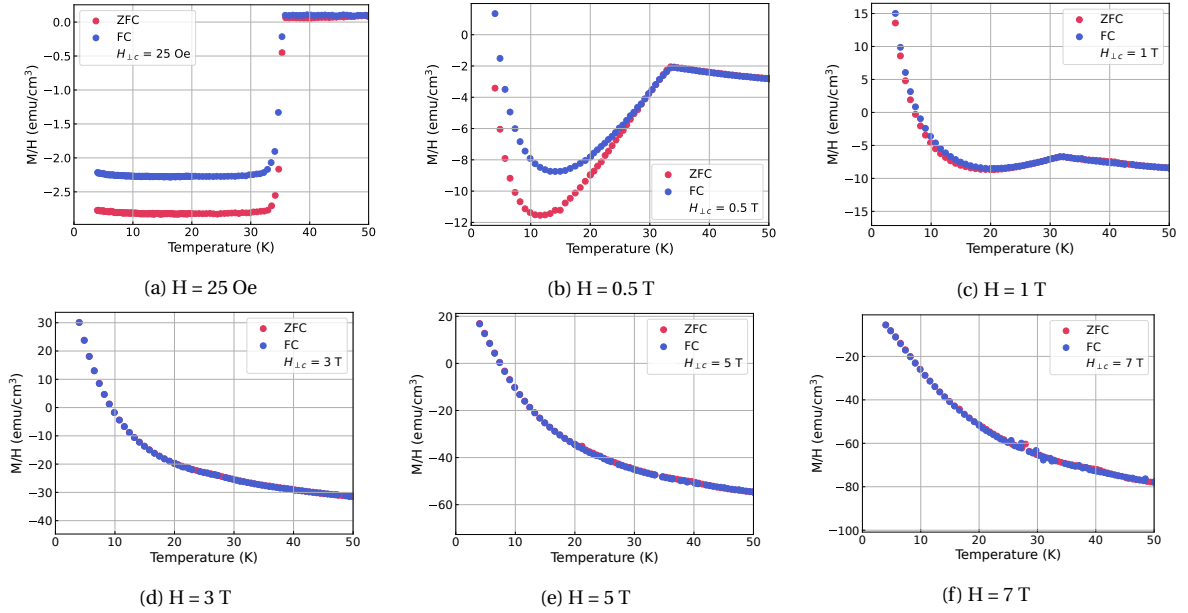 0.0
−0.5
−1.0
−1.5
−2.0
−2.5
M/H (emu/cm³)
0 10 20 30 40 50
Temperature (K)
ZFC
FC
H⊥c = 25 Oe
(a) H = 25 Oe
0
−2
−4
−6
−8
−10
−12
M/H (emu/cm³)
0 10 20 30 40 50
Temperature (K)
ZFC
FC
H⊥c = 0.5 T
(b) H = 0.5 T
15
10
5
0
−5
−10
−15
M/H (emu/cm³)
0 10 20 30 40 50
Temperature (K)
ZFC
FC
H⊥c = 1 T
(c) H = 1 T
30
20
10
0
−10
−20
−30
−40
M/H (emu/cm³)
0 10 20 30 40 50
Temperature (K)
ZFC
FC
H⊥c = 3 T
(d) H = 3 T
20
0
−20
−40
−60
M/H (emu/cm³)
0 10 20 30 40 50
Temperature (K)
ZFC
FC
H⊥c = 5 T
(e) H = 5 T
−20
−40
−60
−80
−100
M/H (emu/cm³)
0 10 20 30 40 50
Temperature (K)
ZFC
FC
H⊥c = 7 T
(f) H = 7 T